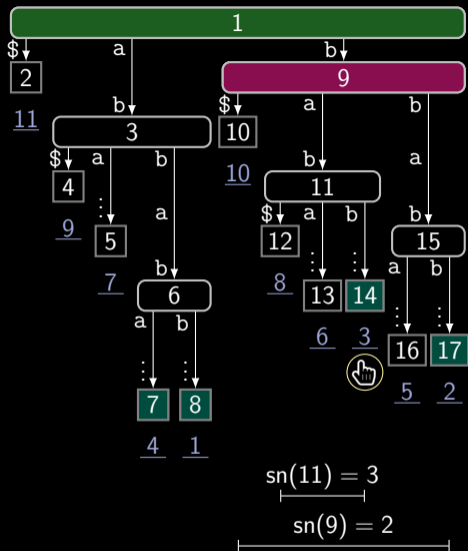 1
$ a b
2 b 9
11 3 $ a b
$ a b 10 b a
4 a 10 11 b
9 5 b $ a b 15
7 6 12 13 14 a b
a b 8 6 3 16 17
7 8 5 2
4 1
sn(11) = 3
sn(9) = 2